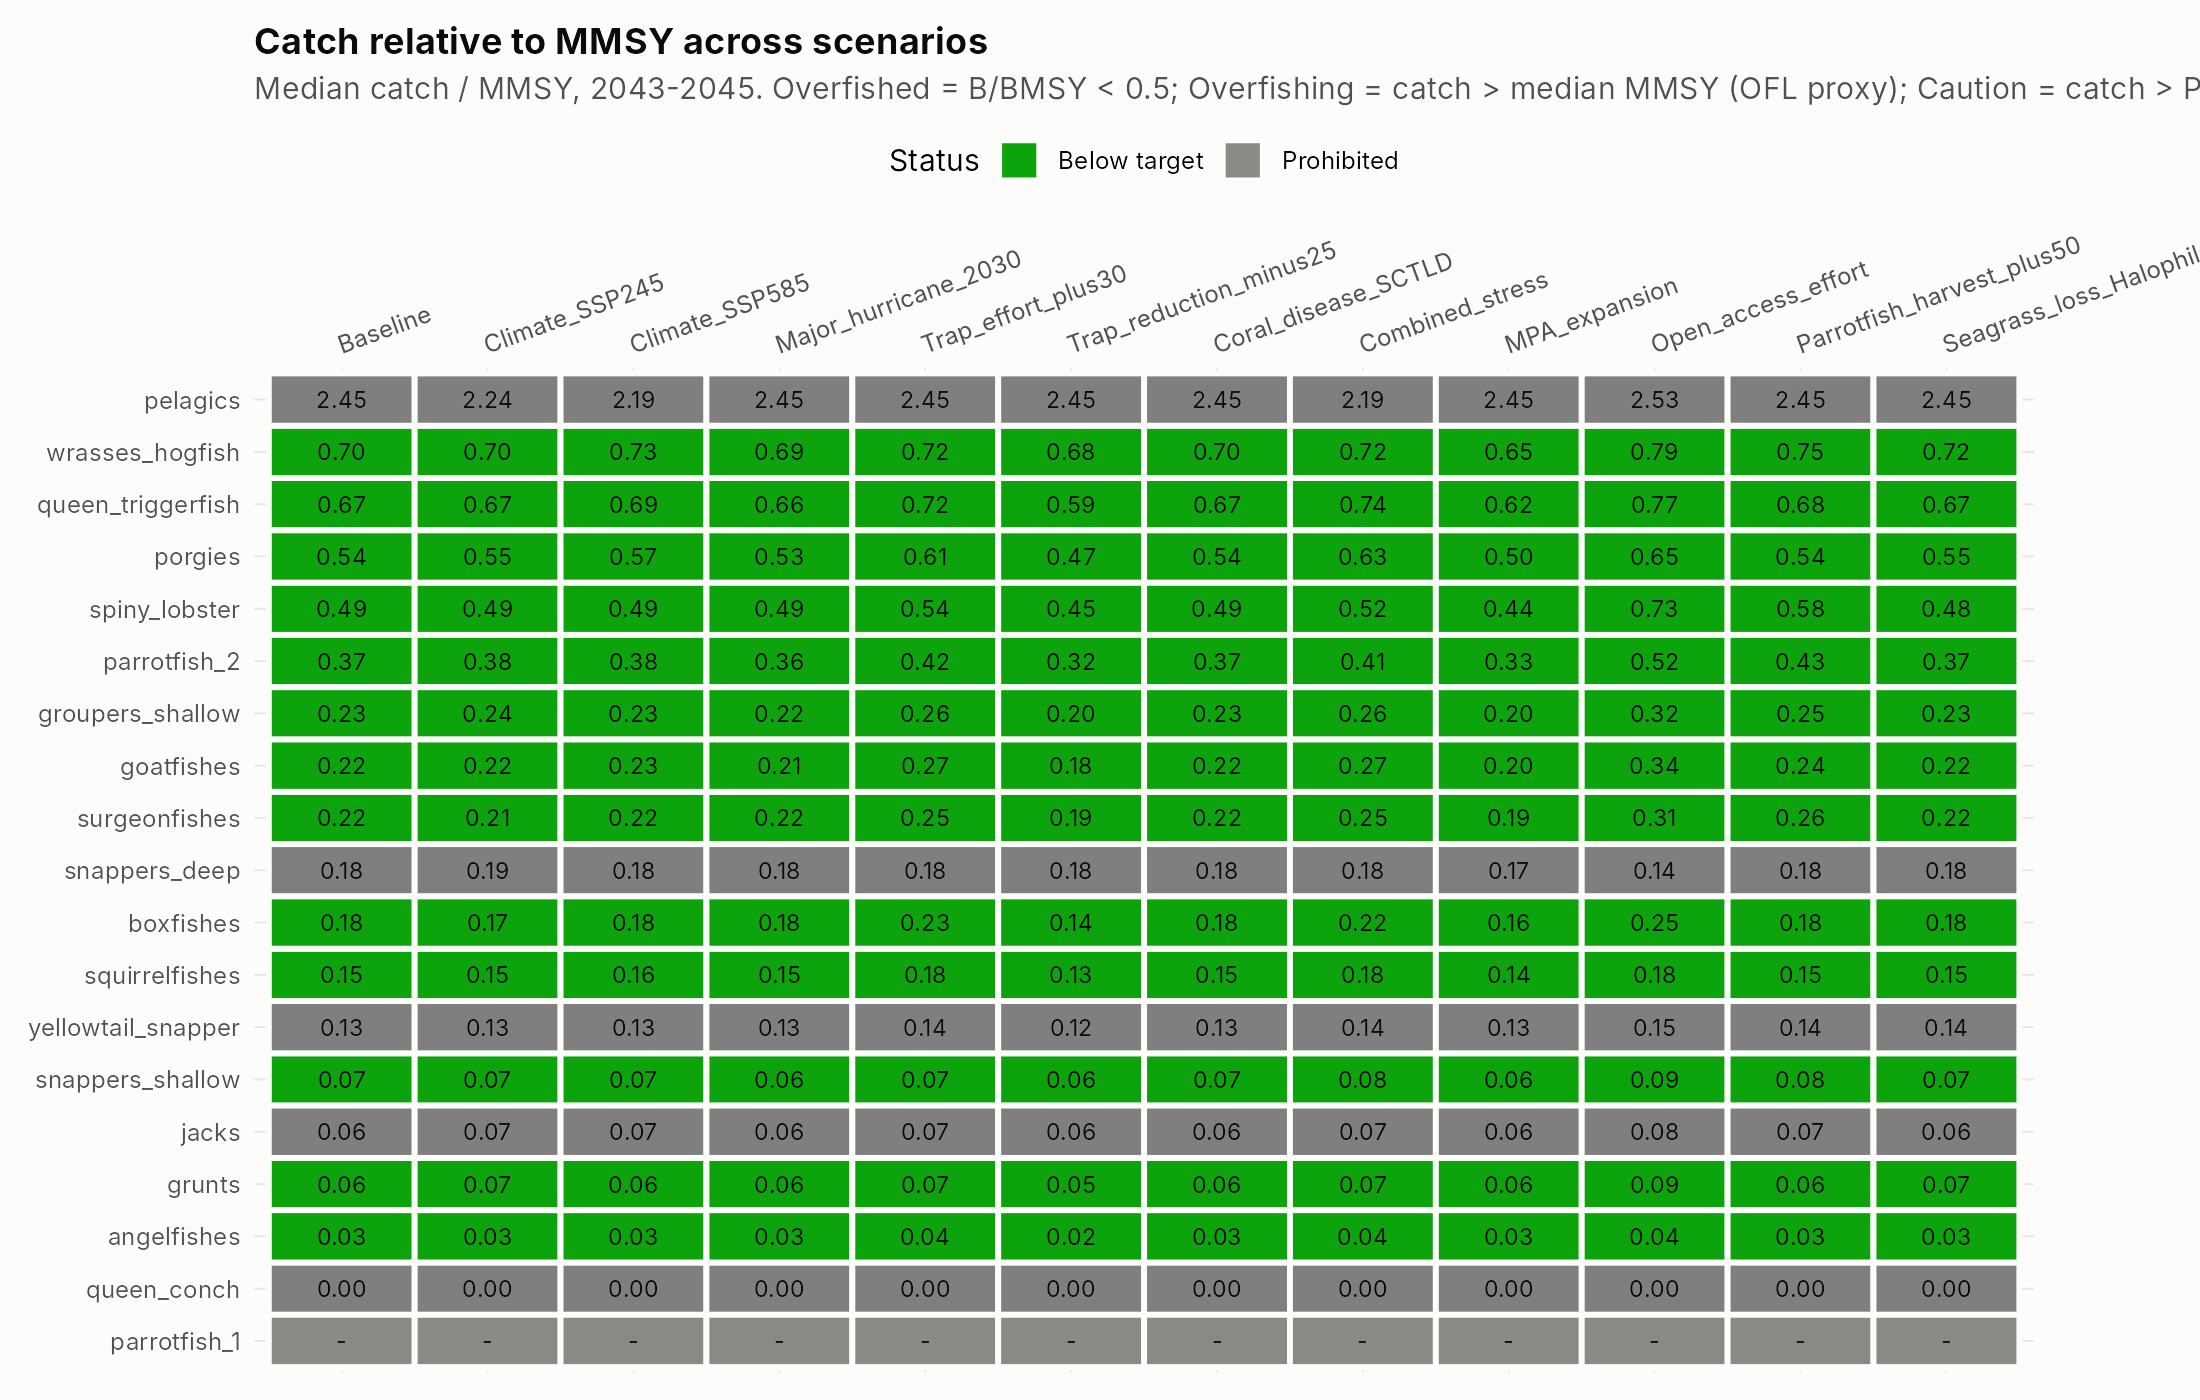 Catch relative to MMSY across scenarios
Median catch / MMSY, 2043-2045. Overfished = B/BMSY < 0.5; Overfishing = catch > median MMSY (OFL proxy); Caution = catch > P
Status Below target Prohibited
Baseline Climate_SSP245 Climate_SSP585 Major_hurricane_2030 Trap_effort_plus30 Trap_reduction_minus25 Coral_disease_SCTLD Combined_stress MPA_expansion Open_access_effort Parrotfish_harvest_plus50 Seagrass_loss_Halophil
pelagics 2.45 2.24 2.19 2.45 2.45 2.45 2.45 2.19 2.45 2.53 2.45 2.45
wrasses_hogfish 0.70 0.70 0.73 0.69 0.72 0.68 0.70 0.72 0.65 0.79 0.75 0.72
queen_triggerfish 0.67 0.67 0.69 0.66 0.72 0.59 0.67 0.74 0.62 0.77 0.68 0.67
porgies 0.54 0.55 0.57 0.53 0.61 0.47 0.54 0.63 0.50 0.65 0.54 0.55
spiny_lobster 0.49 0.49 0.49 0.49 0.54 0.45 0.49 0.52 0.44 0.73 0.58 0.48
parrotfish_2 0.37 0.38 0.38 0.36 0.42 0.32 0.37 0.41 0.33 0.52 0.43 0.37
groupers_shallow 0.23 0.24 0.23 0.22 0.26 0.20 0.23 0.26 0.20 0.32 0.25 0.23
goatfishes 0.22 0.22 0.23 0.21 0.27 0.18 0.22 0.27 0.20 0.34 0.24 0.22
surgeonfishes 0.22 0.21 0.22 0.22 0.25 0.19 0.22 0.25 0.19 0.31 0.26 0.22
snappers_deep 0.18 0.19 0.18 0.18 0.18 0.18 0.18 0.18 0.17 0.14 0.18 0.18
boxfishes 0.18 0.17 0.18 0.18 0.23 0.14 0.18 0.22 0.16 0.25 0.18 0.18
squirrelfishes 0.15 0.15 0.16 0.15 0.18 0.13 0.15 0.18 0.14 0.18 0.15 0.15
yellowtail_snapper 0.13 0.13 0.13 0.13 0.14 0.12 0.13 0.14 0.13 0.15 0.14 0.14
snappers_shallow 0.07 0.07 0.07 0.06 0.07 0.06 0.07 0.08 0.06 0.09 0.08 0.07
jacks 0.06 0.07 0.07 0.06 0.07 0.06 0.06 0.07 0.06 0.08 0.07 0.06
grunts 0.06 0.07 0.06 0.06 0.07 0.05 0.06 0.07 0.06 0.09 0.06 0.07
angelfishes 0.03 0.03 0.03 0.03 0.04 0.02 0.03 0.04 0.03 0.04 0.03 0.03
queen_conch 0.00 0.00 0.00 0.00 0.00 0.00 0.00 0.00 0.00 0.00 0.00 0.00
parrotfish_1 - - - - - - - - - - - -